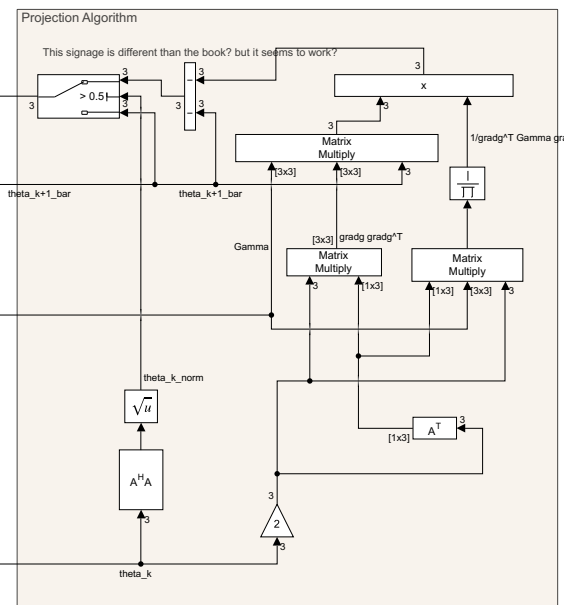 Projection Algorithm
This signage is different than the book? but it seems to work?
3
3
3
3
> 0.5
3
3
3
3
−
−
x
3
3
Matrix
Multiply
1/gradg^T Gamma gra
[3x3]
[3x3]
3
1
∏
theta_k+1_bar
theta_k+1_bar
Gamma
[3x3]
gradg gradg^T
Matrix
Multiply
Matrix
Multiply
3
[1x3]
[1x3]
[3x3]
3
theta_k_norm
√u
A^T
3
[1x3]
A^H A
3
3
2
3
theta_k